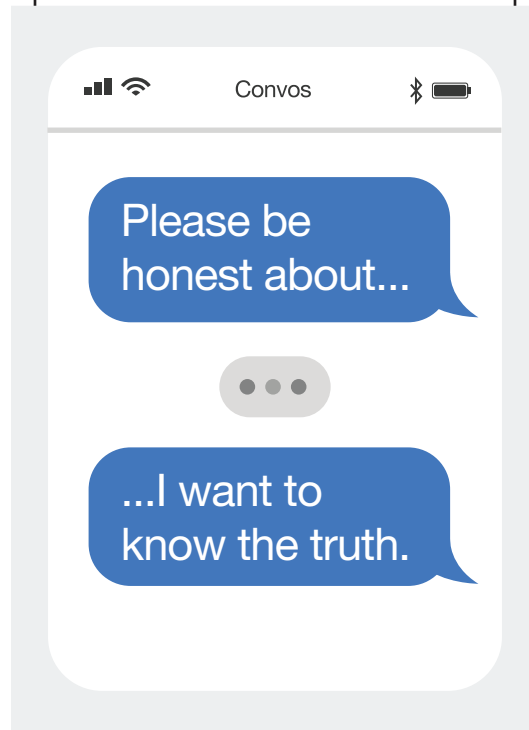 Convos
Please be
honest about...
...I want to
know the truth.